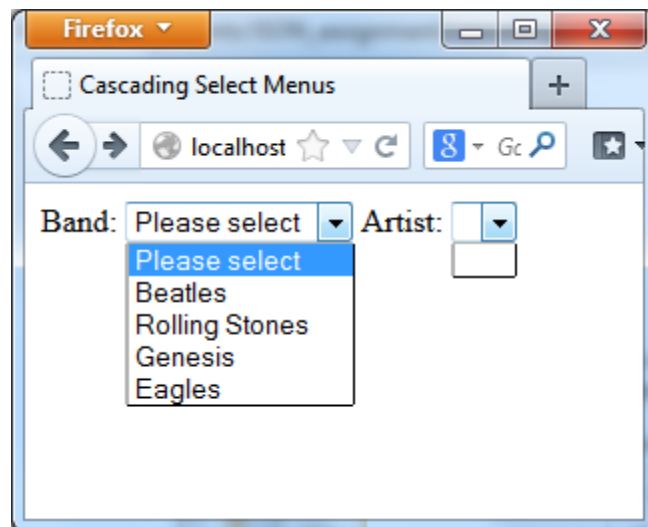 Firefox
Cascading Select Menus
localhost
Band: Please select Artist:
Please select
Beatles
Rolling Stones
Genesis
Eagles